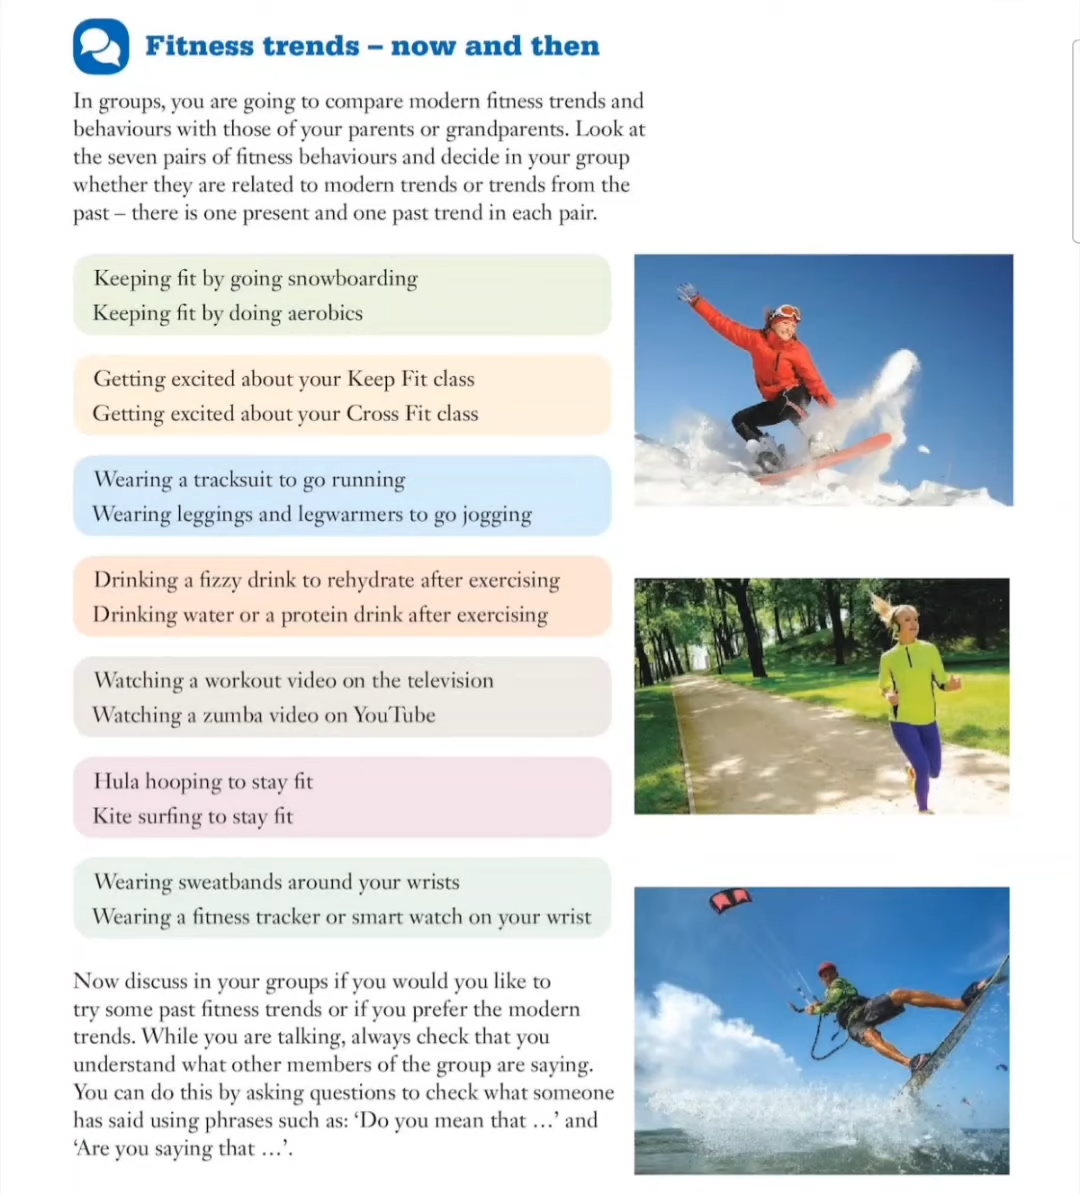 Fitness trends – now and then
In groups, you are going to compare modern fitness trends and
behaviours with those of your parents or grandparents. Look at
the seven pairs of fitness behaviours and decide in your group
whether they are related to modern trends or trends from the
past – there is one present and one past trend in each pair.
Keeping fit by going snowboarding
Keeping fit by doing aerobics
Getting excited about your Keep Fit class
Getting excited about your Cross Fit class
Wearing a tracksuit to go running
Wearing leggings and legwarmers to go jogging
Drinking a fizzy drink to rehydrate after exercising
Drinking water or a protein drink after exercising
Watching a workout video on the television
Watching a zumba video on YouTube
Hula hooping to stay fit
Kite surfing to stay fit
Wearing sweatbands around your wrists
Wearing a fitness tracker or smart watch on your wrist
Now discuss in your groups if you would you like to
try some past fitness trends or if you prefer the modern
trends. While you are talking, always check that you
understand what other members of the group are saying.
You can do this by asking questions to check what someone
has said using phrases such as: ‘Do you mean that …’ and
‘Are you saying that …’.